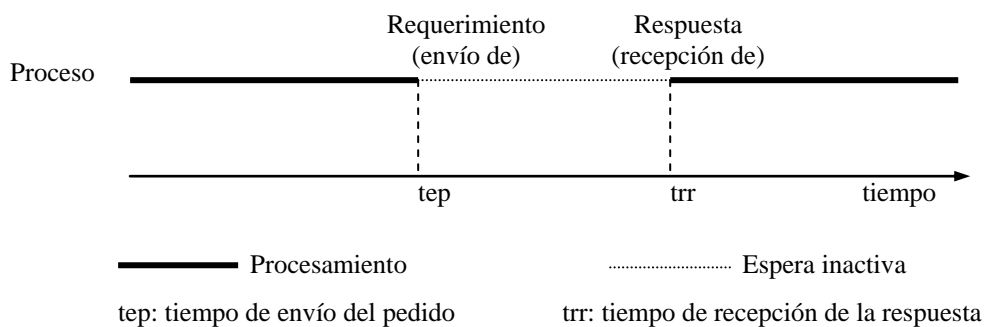 Requerimiento Respuesta
(envío de) (recepción de)
Proceso
tep trr tiempo
Procesamiento Espera inactiva
tep: tiempo de envío del pedido trr: tiempo de recepción de la respuesta